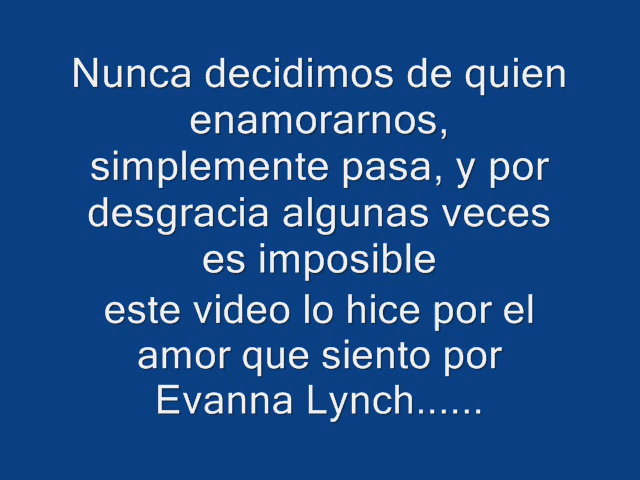 Nunca decidimos de quien
enamorarnos,
simplemente pasa, y por
desgracia algunas veces
es imposible
este video lo hice por el
amor que siento por
Evanna Lynch......